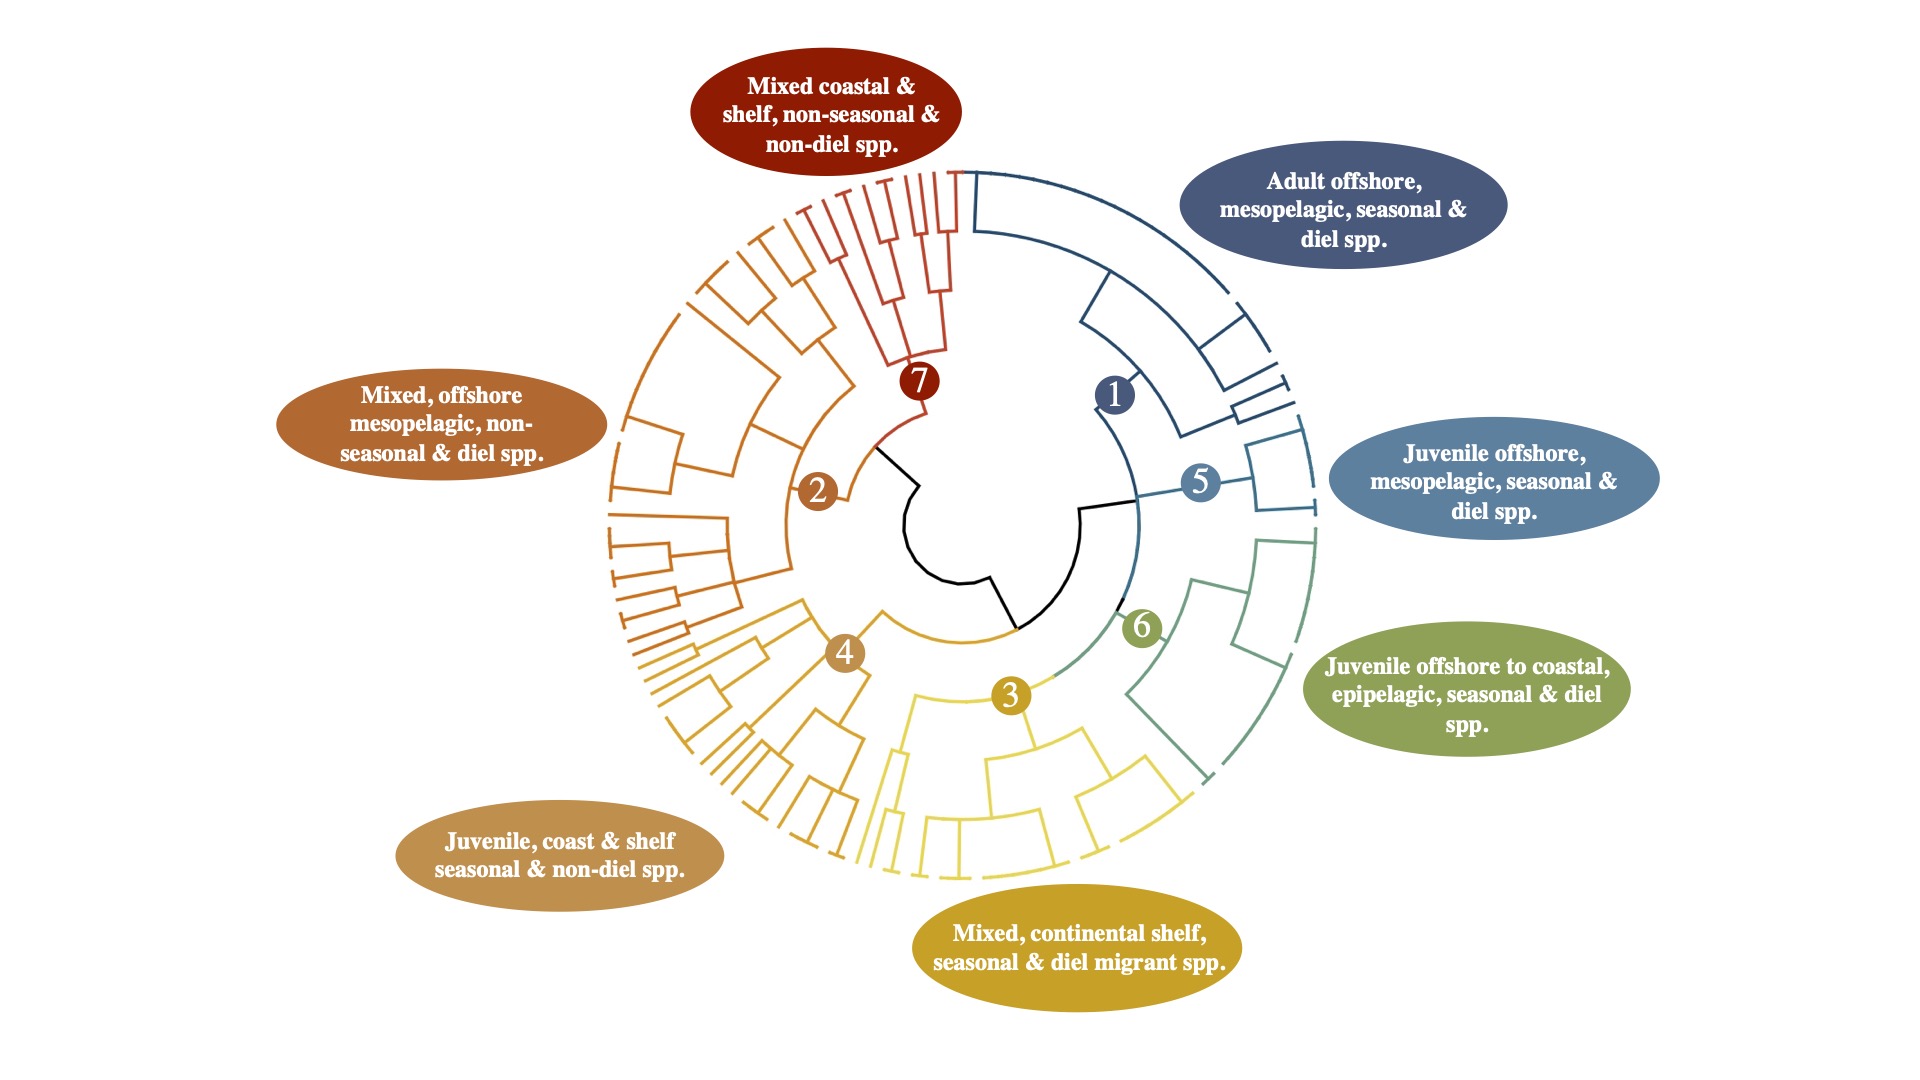 Mixed coastal &
shelf, non-seasonal &
non-diel spp.
Adult offshore,
mesopelagic, seasonal &
diel spp.
Mixed, offshore
mesopelagic, non-
seasonal & diel spp.
Juvenile offshore,
mesopelagic, seasonal &
diel spp.
Juvenile offshore to coastal,
epipelagic, seasonal & diel
spp.
Juvenile, coast & shelf
seasonal & non-diel spp.
Mixed, continental shelf,
seasonal & diel migrant spp.
7
1
5
2
6
4
3